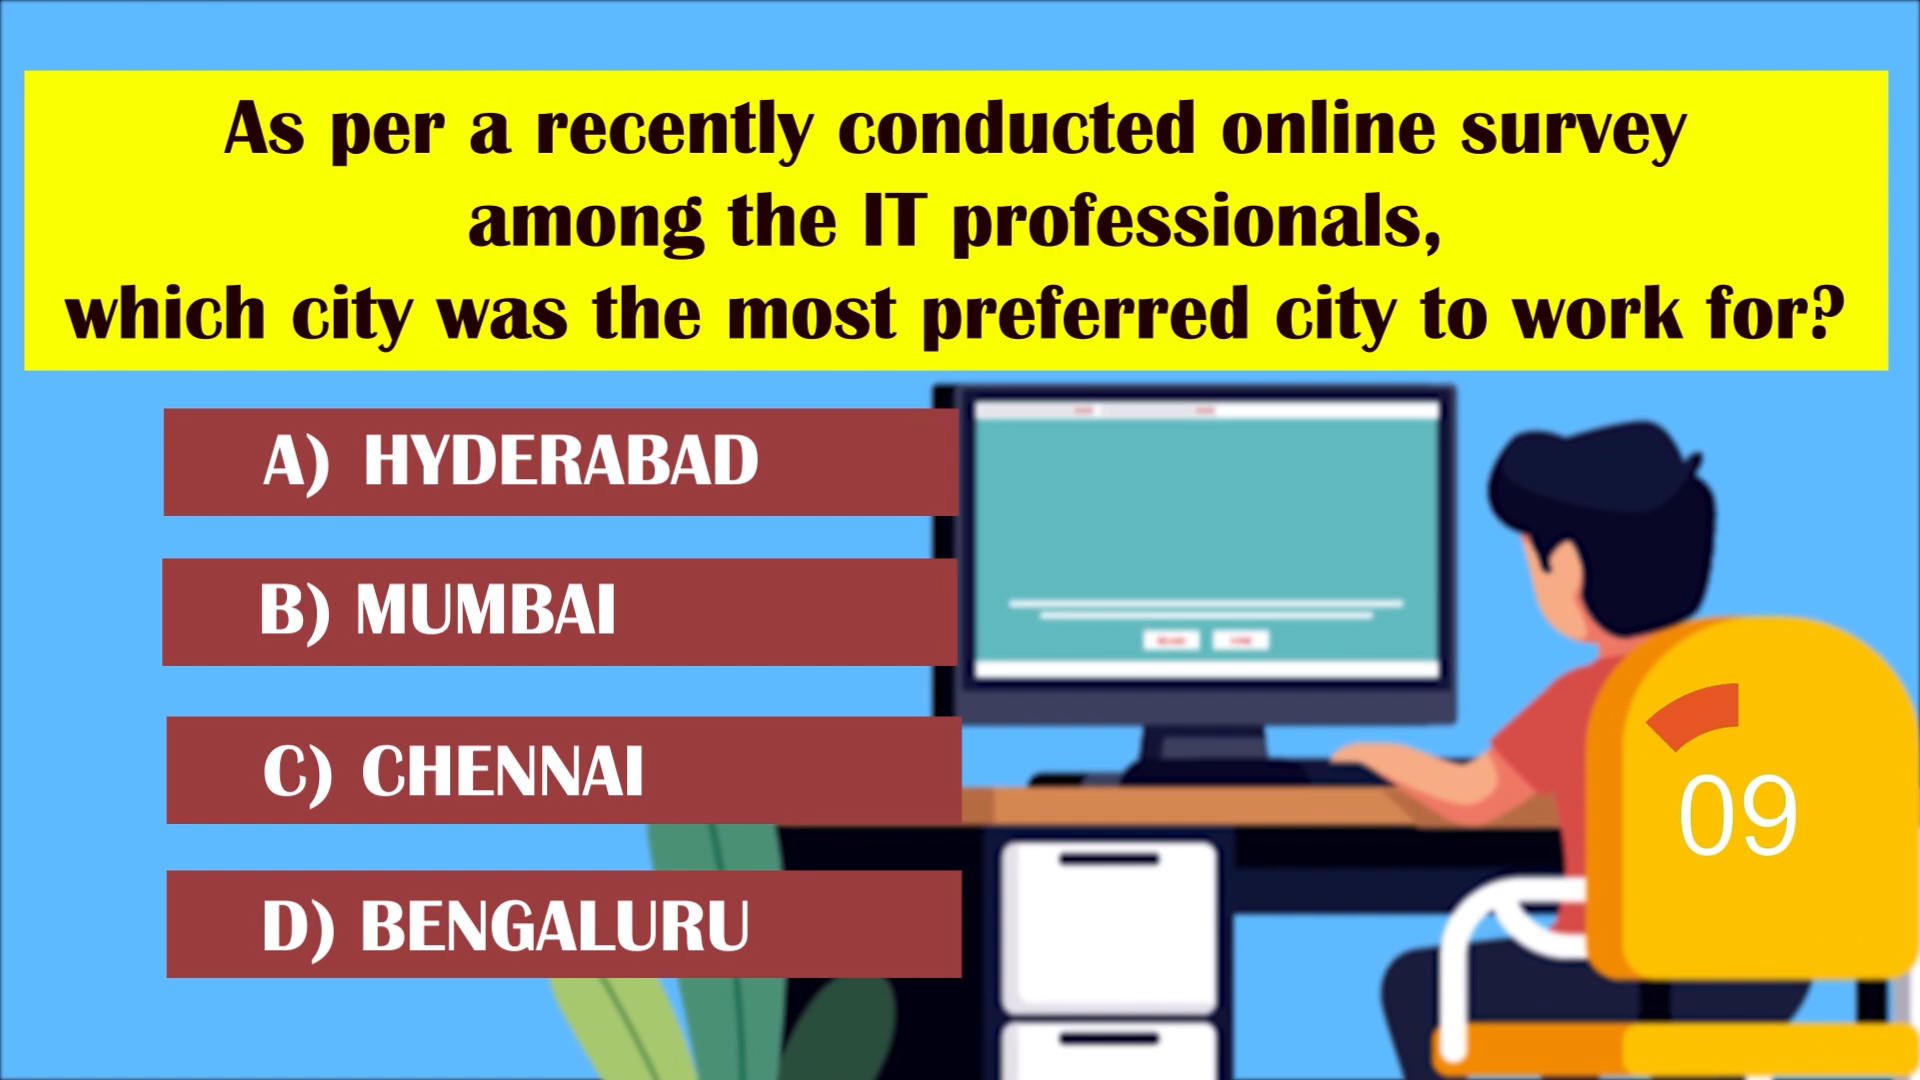 As per a recently conducted online survey
among the IT professionals,
which city was the most preferred city to work for?
A) HYDERABAD
B) MUMBAI
C) CHENNAI
D) BENGALURU
09